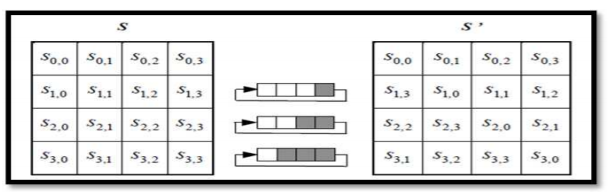 S S'
S0,0 S0,1 S0,2 S0,3 S0,0 S0,1 S0,2 S0,3
S1,0 S1,1 S1,2 S1,3 S1,3 S1,0 S1,1 S1,2
S2,0 S2,1 S2,2 S2,3 S2,2 S2,3 S2,0 S2,1
S3,0 S3,1 S3,2 S3,3 S3,1 S3,2 S3,3 S3,0